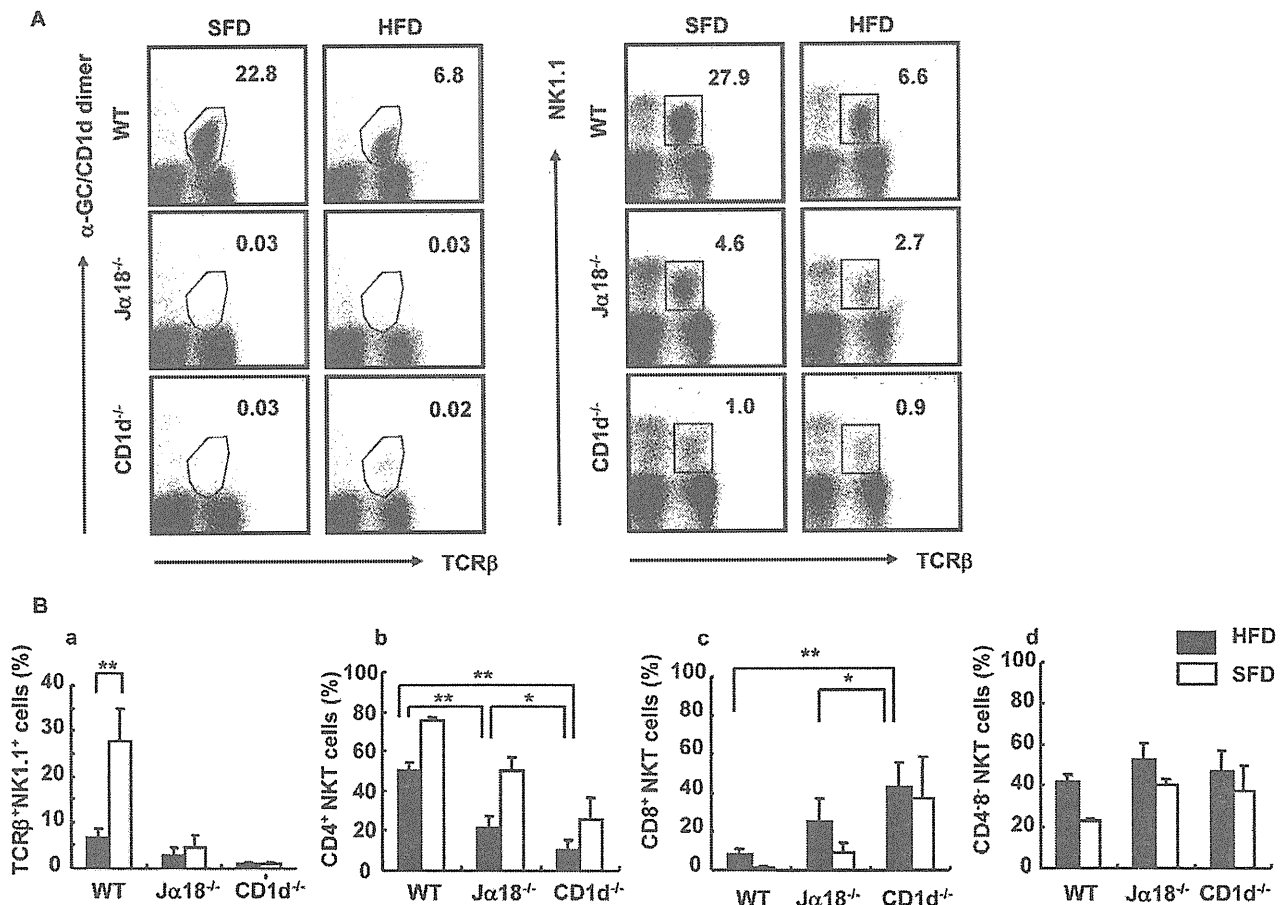 A
SFD
HFD
SFD
HFD
α-GC/CD1d dimer
NK1.1
WT
22.8
6.8
WT
27.9
6.6
Jα18-/-
0.03
0.03
Jα18-/-
4.6
2.7
CD1d-/-
0.03
0.02
CD1d-/-
1.0
0.9
TCRβ
TCRβ
B
a
TCRβ+NK1.1+ cells (%)
40
30
20
10
0
**
WT
Jα18-/-
CD1d-/-
b
CD4+ NKT cells (%)
100
80
60
40
20
0
**
**
*
WT
Jα18-/-
CD1d-/-
c
CD8+ NKT cells (%)
100
80
60
40
20
0
**
*
WT
Jα18-/-
CD1d-/-
d
CD4-8- NKT cells (%)
100
80
60
40
20
0
WT
Jα18-/-
CD1d-/-
HFD
SFD